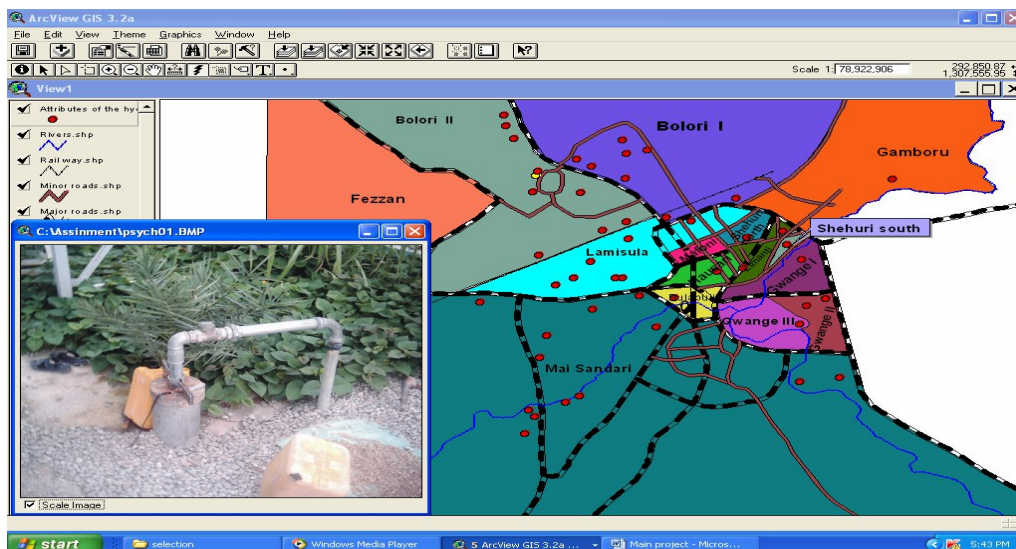 ArcView GIS 3.2a
File Edit View Theme Graphics Window Help
Scale 1: 78,922,906
292,850.87
1,307,555.95
View1
Attributes of the hy
Rivers.shp
Railway.shp
Minor roads.shp
Major roads.shp
Bolori II
Bolori I
Gamboru
Fezzan
Shehuri south
Lamisula
Gwange I
Gwange II
Gwange III
Mai Sandari
C:\Assinment\psych01.BMP
Scale Image
start
selection
Windows Media Player
5 ArcView GIS 3.2a ...
Main project - Micros...
5:43 PM